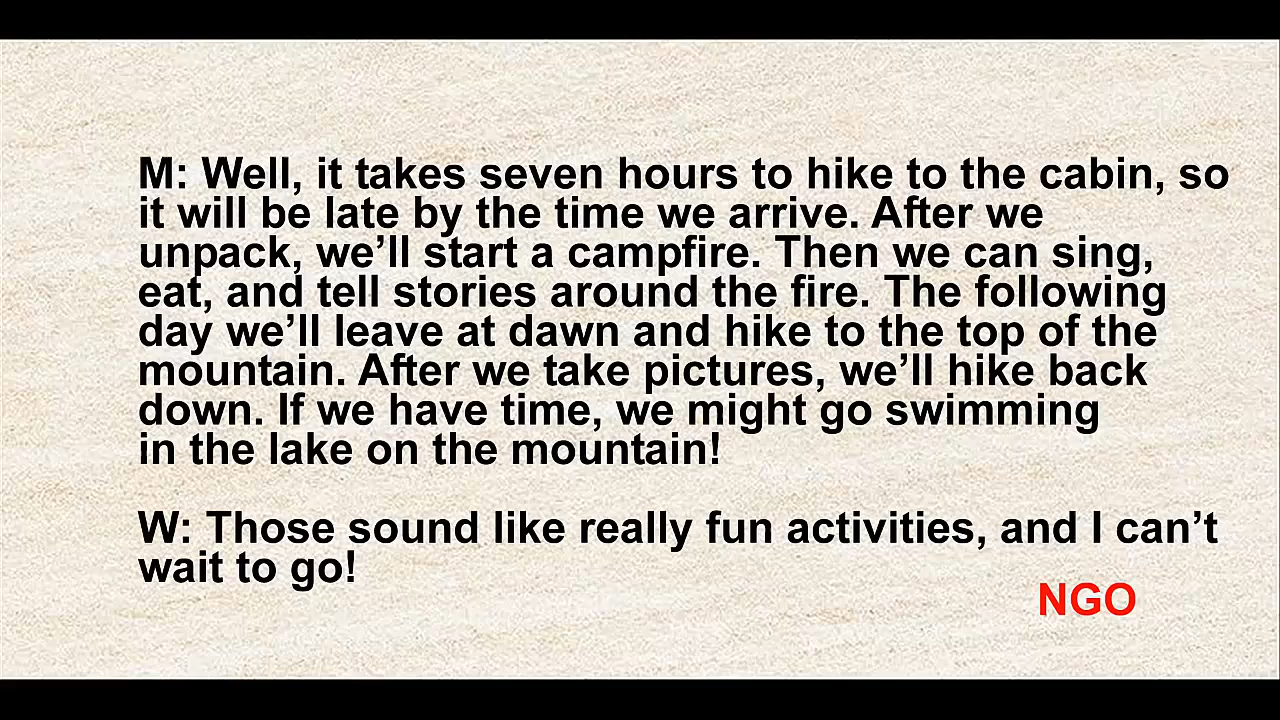 M: Well, it takes seven hours to hike to the cabin, so
it will be late by the time we arrive. After we
unpack, we’ll start a campfire. Then we can sing,
eat, and tell stories around the fire. The following
day we’ll leave at dawn and hike to the top of the
mountain. After we take pictures, we’ll hike back
down. If we have time, we might go swimming
in the lake on the mountain!
W: Those sound like really fun activities, and I can’t
wait to go!
NGO